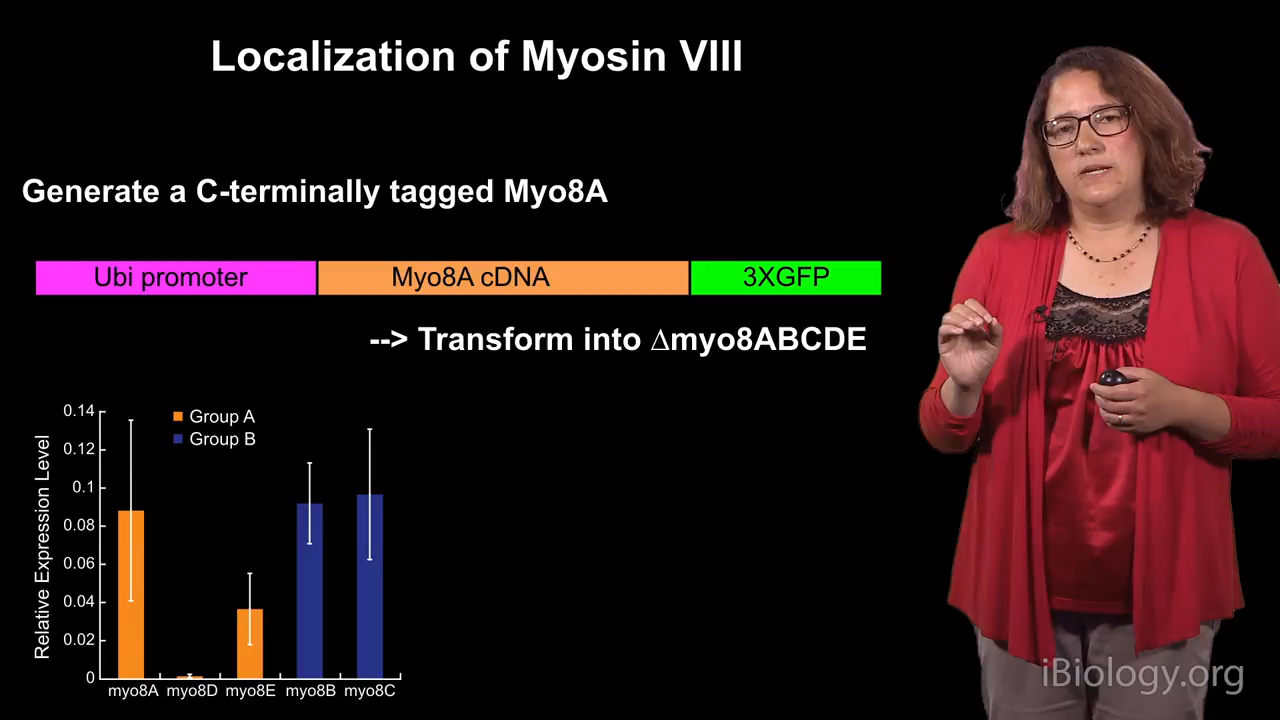 Localization of Myosin VIII
Generate a C-terminally tagged Myo8A
Ubi promoter Myo8A cDNA 3XGFP
--> Transform into ∆myo8ABCDE
Relative Expression Level
0.14
0.12
0.1
0.08
0.06
0.04
0.02
0
Group A
Group B
myo8A myo8D myo8E myo8B myo8C
iBiology.org